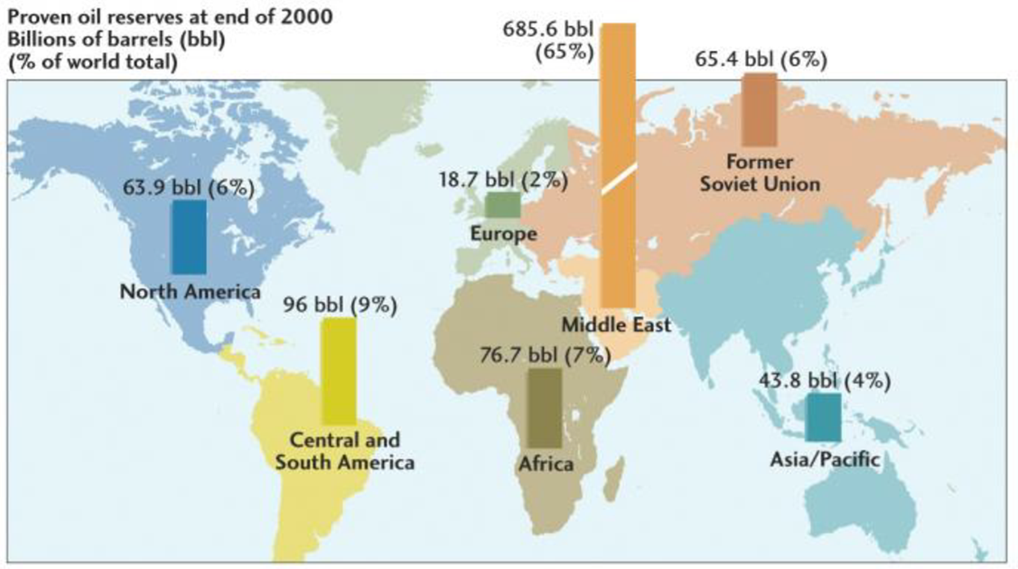 Proven oil reserves at end of 2000
Billions of barrels (bbl)
(% of world total)
685.6 bbl
(65%)
65.4 bbl (6%)
Former
Soviet Union
63.9 bbl (6%)
18.7 bbl (2%)
Europe
North America
96 bbl (9%)
Middle East
76.7 bbl (7%)
43.8 bbl (4%)
Central and
South America
Africa
Asia/Pacific